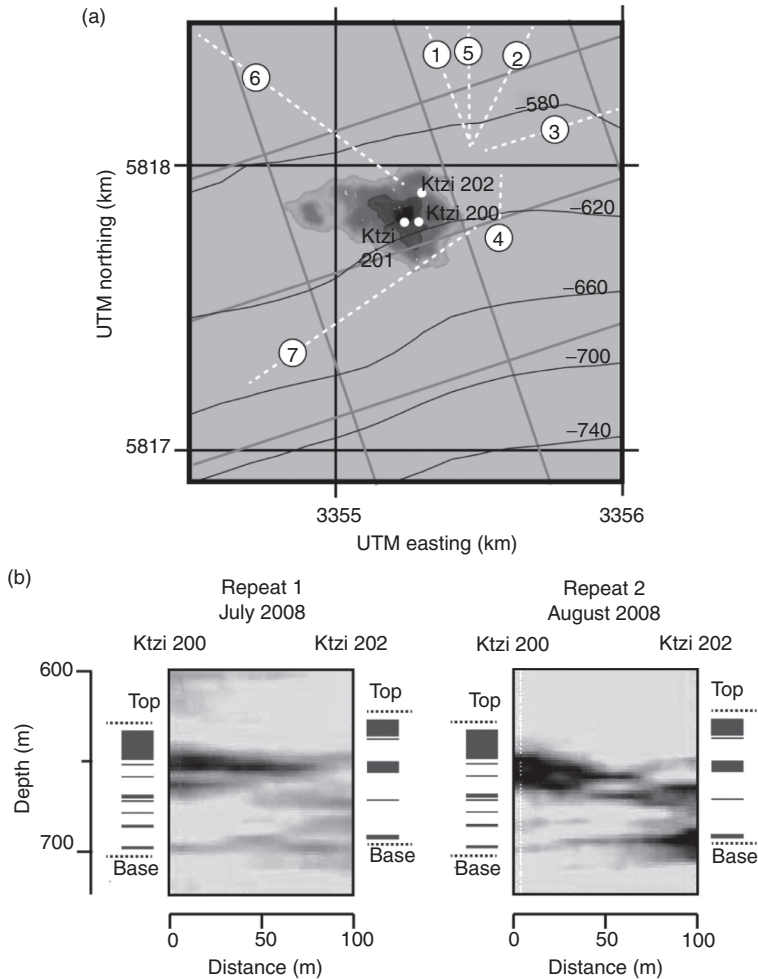 (a)
1
5
2
6
–580
3
5818
Ktzi 202
Ktzi 200
Ktzi
201
–620
4
UTM northing (km)
–660
7
–700
5817
–740
3355
3356
UTM easting (km)
(b)
Repeat 1
July 2008
Ktzi 200
Ktzi 202
Repeat 2
August 2008
Ktzi 200
Ktzi 202
600
Top
Top
Top
Top
Depth (m)
700
Base
Base
Base
Base
0
50
100
Distance (m)
0
50
100
Distance (m)